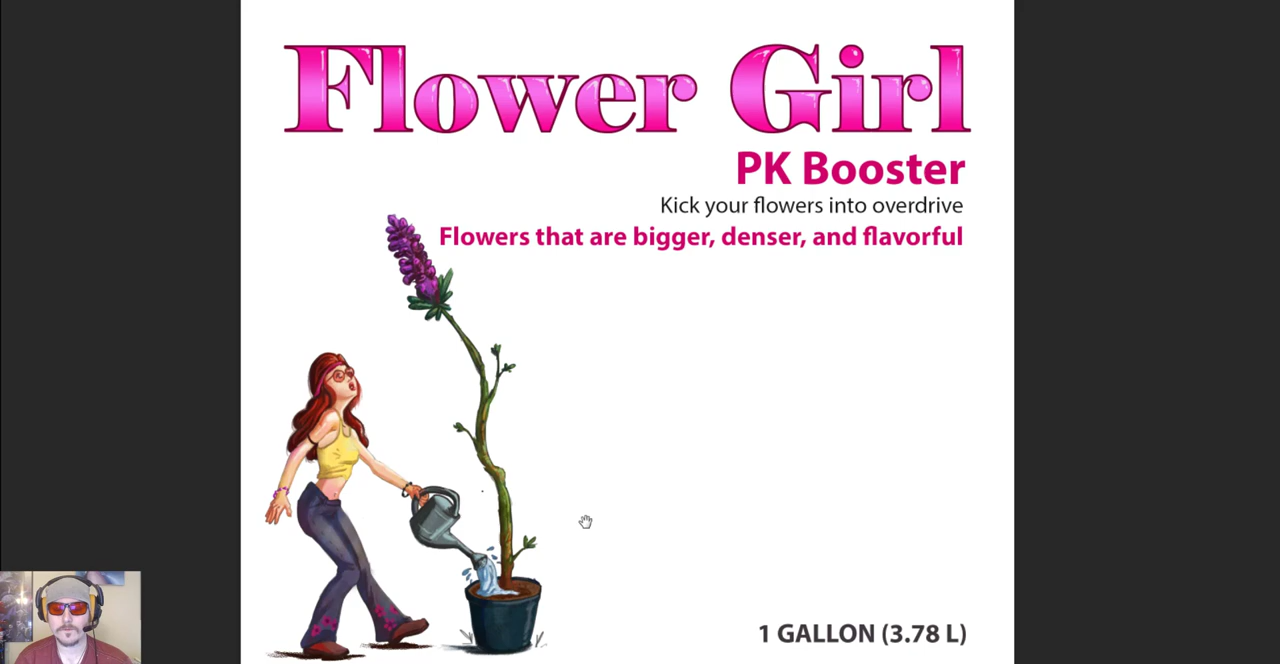 Flower Girl
PK Booster
Kick your flowers into overdrive
Flowers that are bigger, denser, and flavorful
1 GALLON (3.78 L)